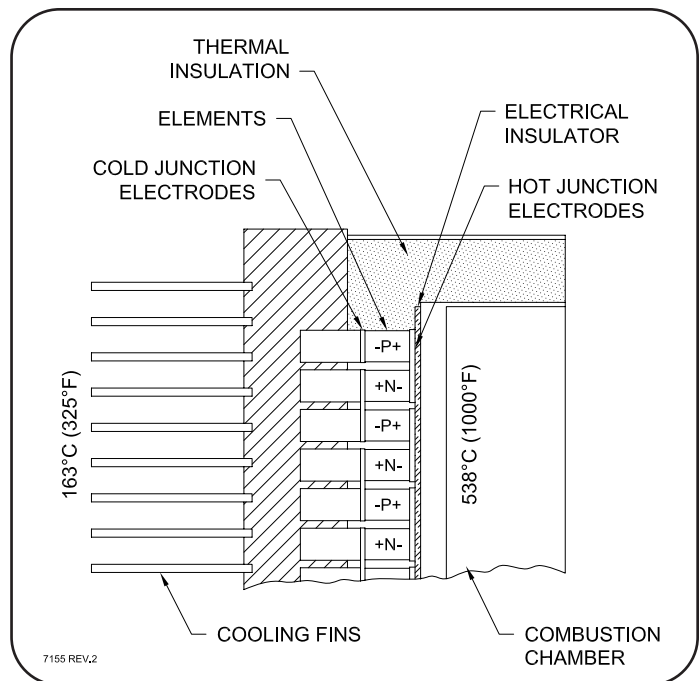 THERMAL
INSULATION
ELEMENTS
COLD JUNCTION
ELECTRODES
ELECTRICAL
INSULATOR
HOT JUNCTION
ELECTRODES
163°C (325°F)
-P+
+N-
-P+
+N-
-P+
+N-
538°C (1000°F)
COOLING FINS
COMBUSTION
CHAMBER
7155 REV.2